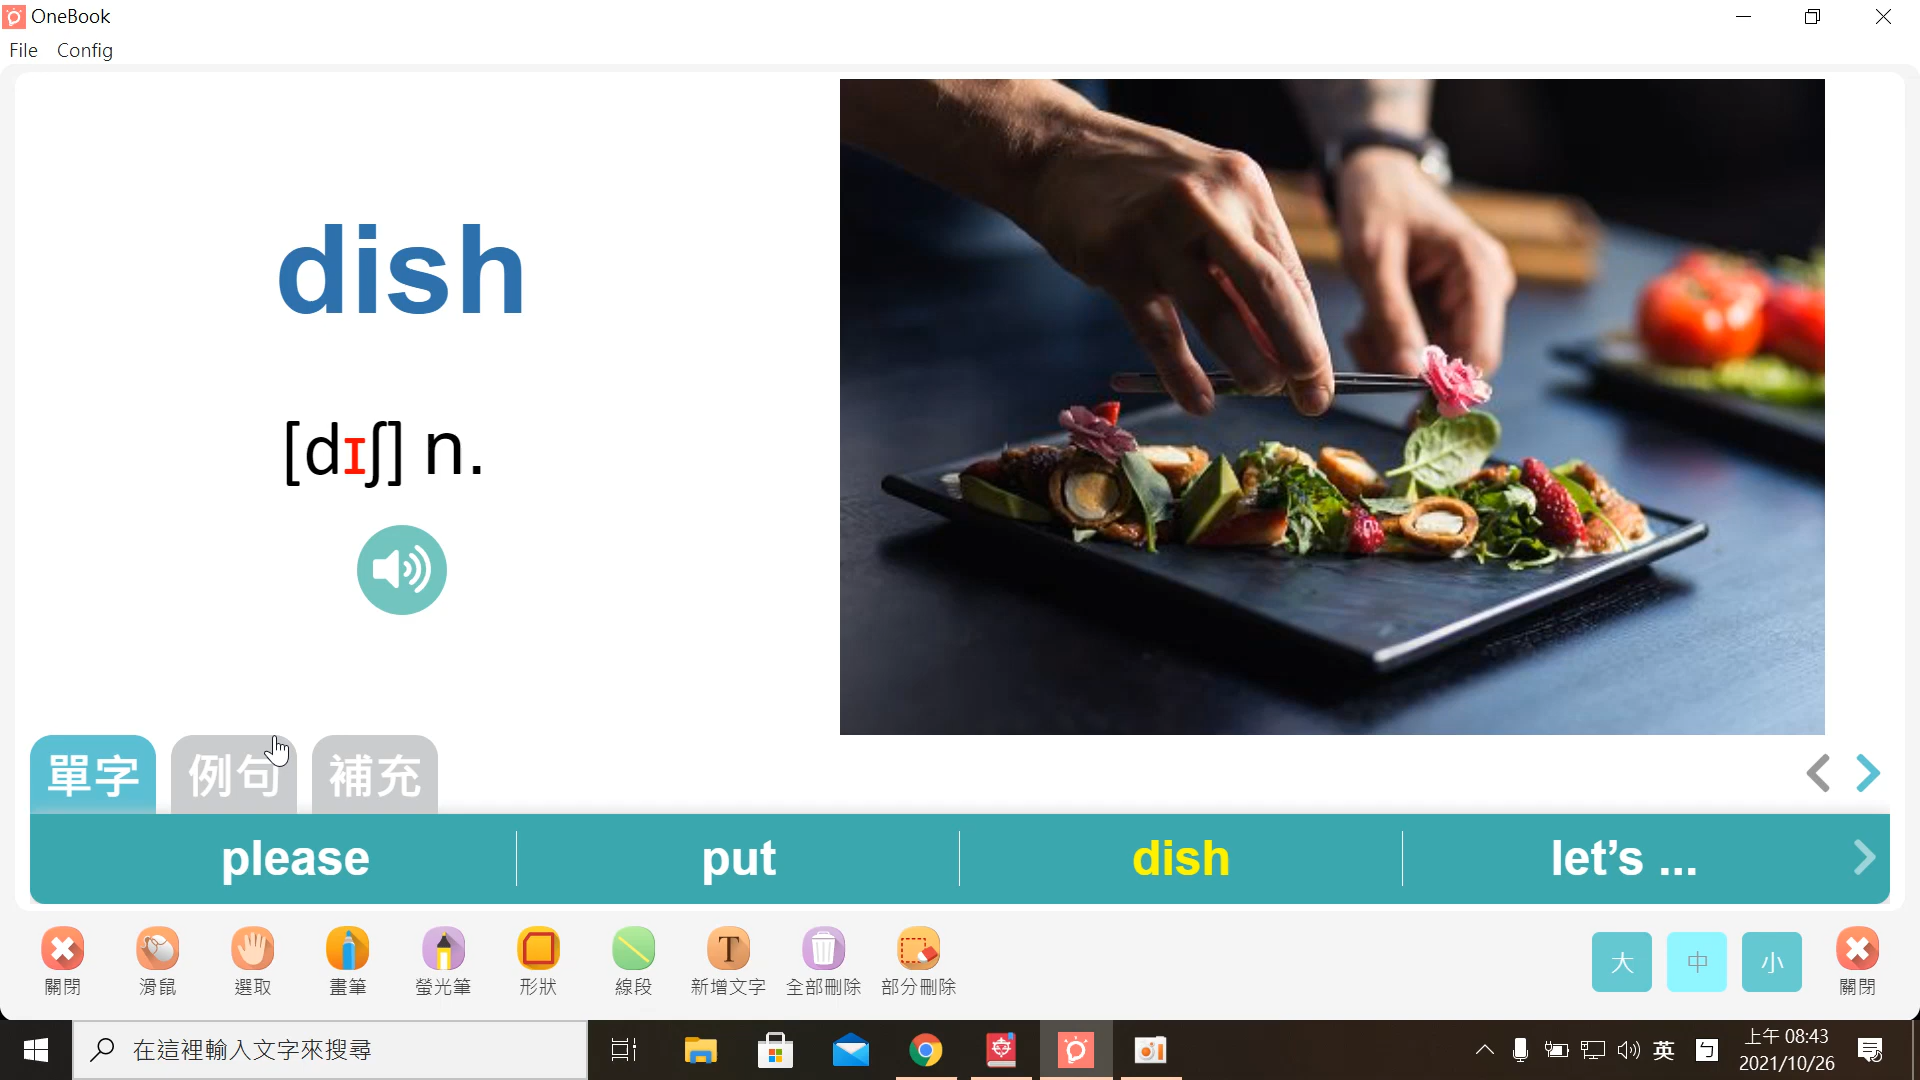 OneBook
File Config
dish
[dɪʃ] n.
單字 例句 補充
please put dish let’s ...
關閉 滑鼠 選取 畫筆 螢光筆 形狀 線段 新增文字 全部刪除 部分刪除 大 中 小 關閉
在這裡輸入文字來搜尋
英 ㄅ
上午 08:43
2021/10/26